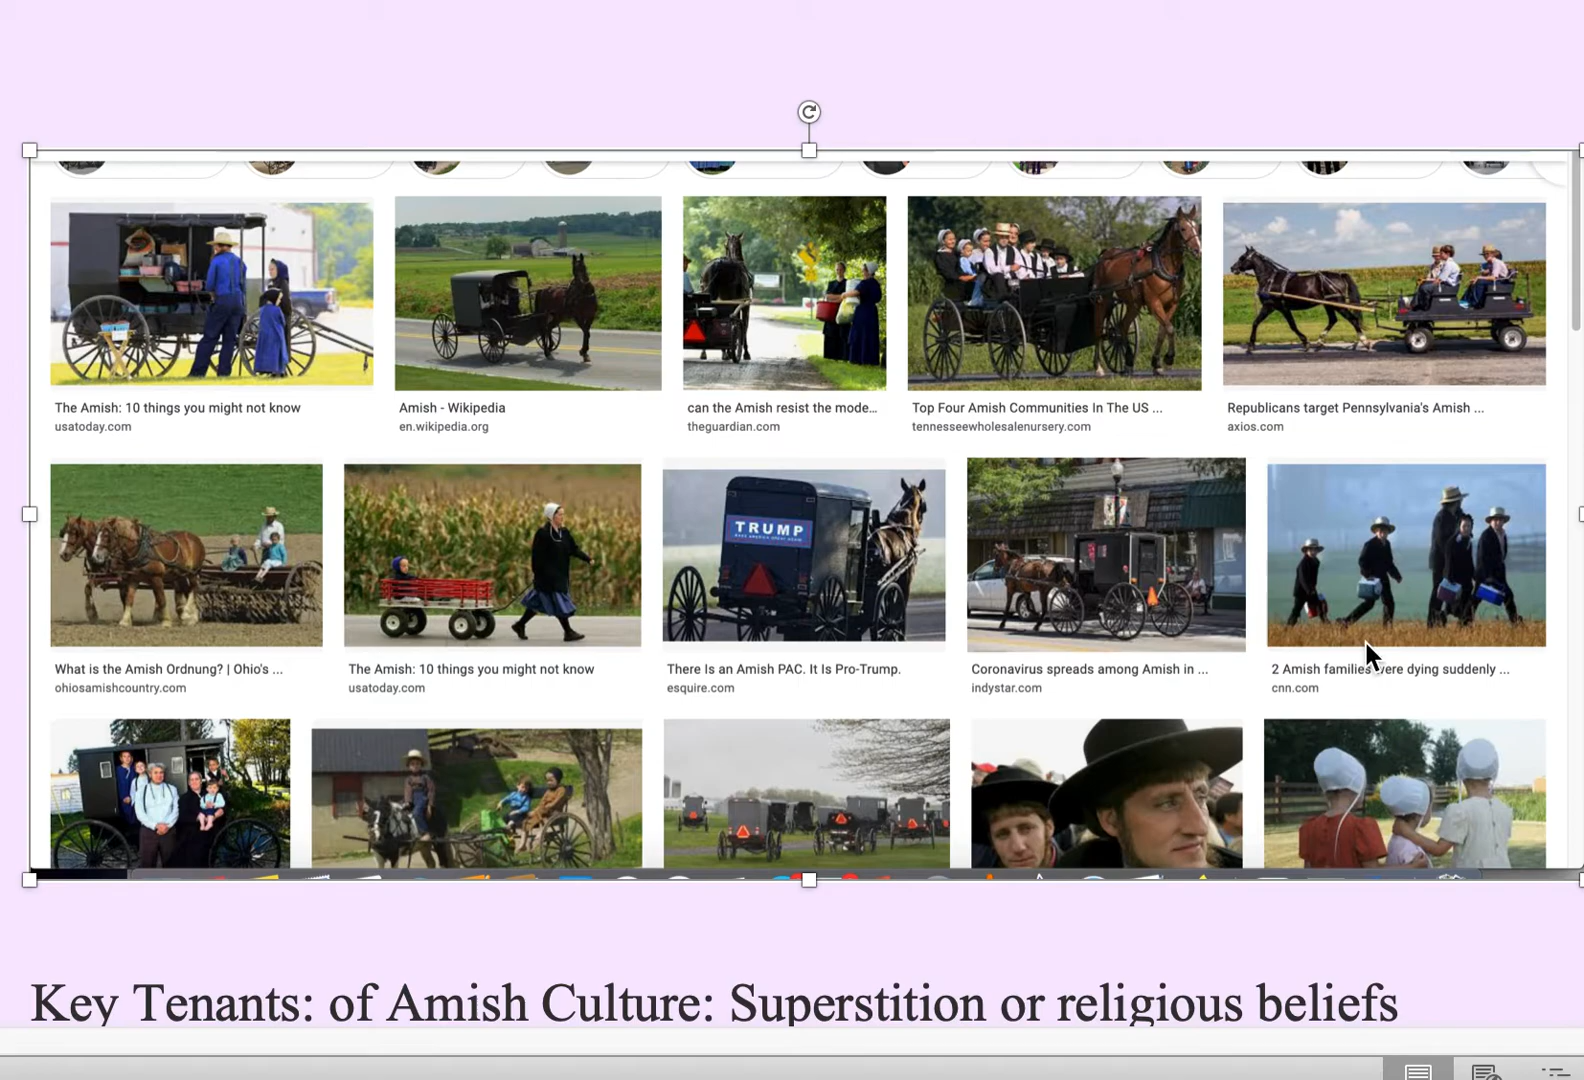 The Amish: 10 things you might not know
usatoday.com
Amish - Wikipedia
en.wikipedia.org
can the Amish resist the mode...
theguardian.com
Top Four Amish Communities In The US ...
tennesseewholesalenursery.com
Republicans target Pennsylvania's Amish ...
axios.com
TRUMP
What is the Amish Ordnung? | Ohio's ...
ohiosamishcountry.com
The Amish: 10 things you might not know
usatoday.com
There Is an Amish PAC. It Is Pro-Trump.
esquire.com
Coronavirus spreads among Amish in ...
indystar.com
2 Amish families were dying suddenly ...
cnn.com
Key Tenants: of Amish Culture: Superstition or religious beliefs